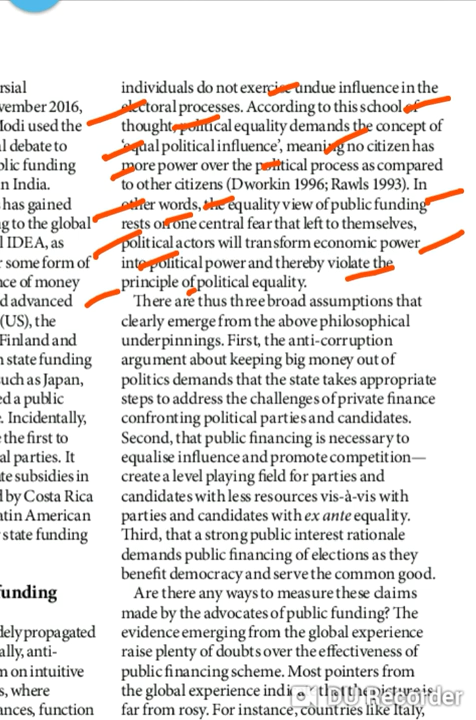 rsial
vember 2016,
Modi used the
al debate to
blic funding
n India.
s has gained
g to the global
l IDEA, as
r some form of
nce of money
d advanced
(US), the
Finland and
n state funding
uch as Japan,
ed a public
. Incidentally,
the first to
al parties. It
te subsidies in
d by Costa Rica
atin American
state funding
unding
dely propagated
ally, anti-
m on intuitive
s, where
ances, function
individuals do not exercise undue influence in the
electoral processes. According to this school of
thought, political equality demands the concept of
‘equal political influence’, meaning no citizen has
more power over the political process as compared
to other citizens (Dworkin 1996; Rawls 1993). In
other words, the equality view of public funding
rests on one central fear that left to themselves,
political actors will transform economic power
into political power and thereby violate the
principle of political equality.
There are thus three broad assumptions that
clearly emerge from the above philosophical
underpinnings. First, the anti-corruption
argument about keeping big money out of
politics demands that the state takes appropriate
steps to address the challenges of private finance
confronting political parties and candidates.
Second, that public financing is necessary to
equalise influence and promote competition—
create a level playing field for parties and
candidates with less resources vis-à-vis with
parties and candidates with ex ante equality.
Third, that a strong public interest rationale
demands public financing of elections as they
benefit democracy and serve the common good.
Are there any ways to measure these claims
made by the advocates of public funding? The
evidence emerging from the global experience
raise plenty of doubts over the effectiveness of
public financing scheme. Most pointers from
the global experience indicate that the picture is
far from rosy. For instance, countries like Italy,
DU Recorder